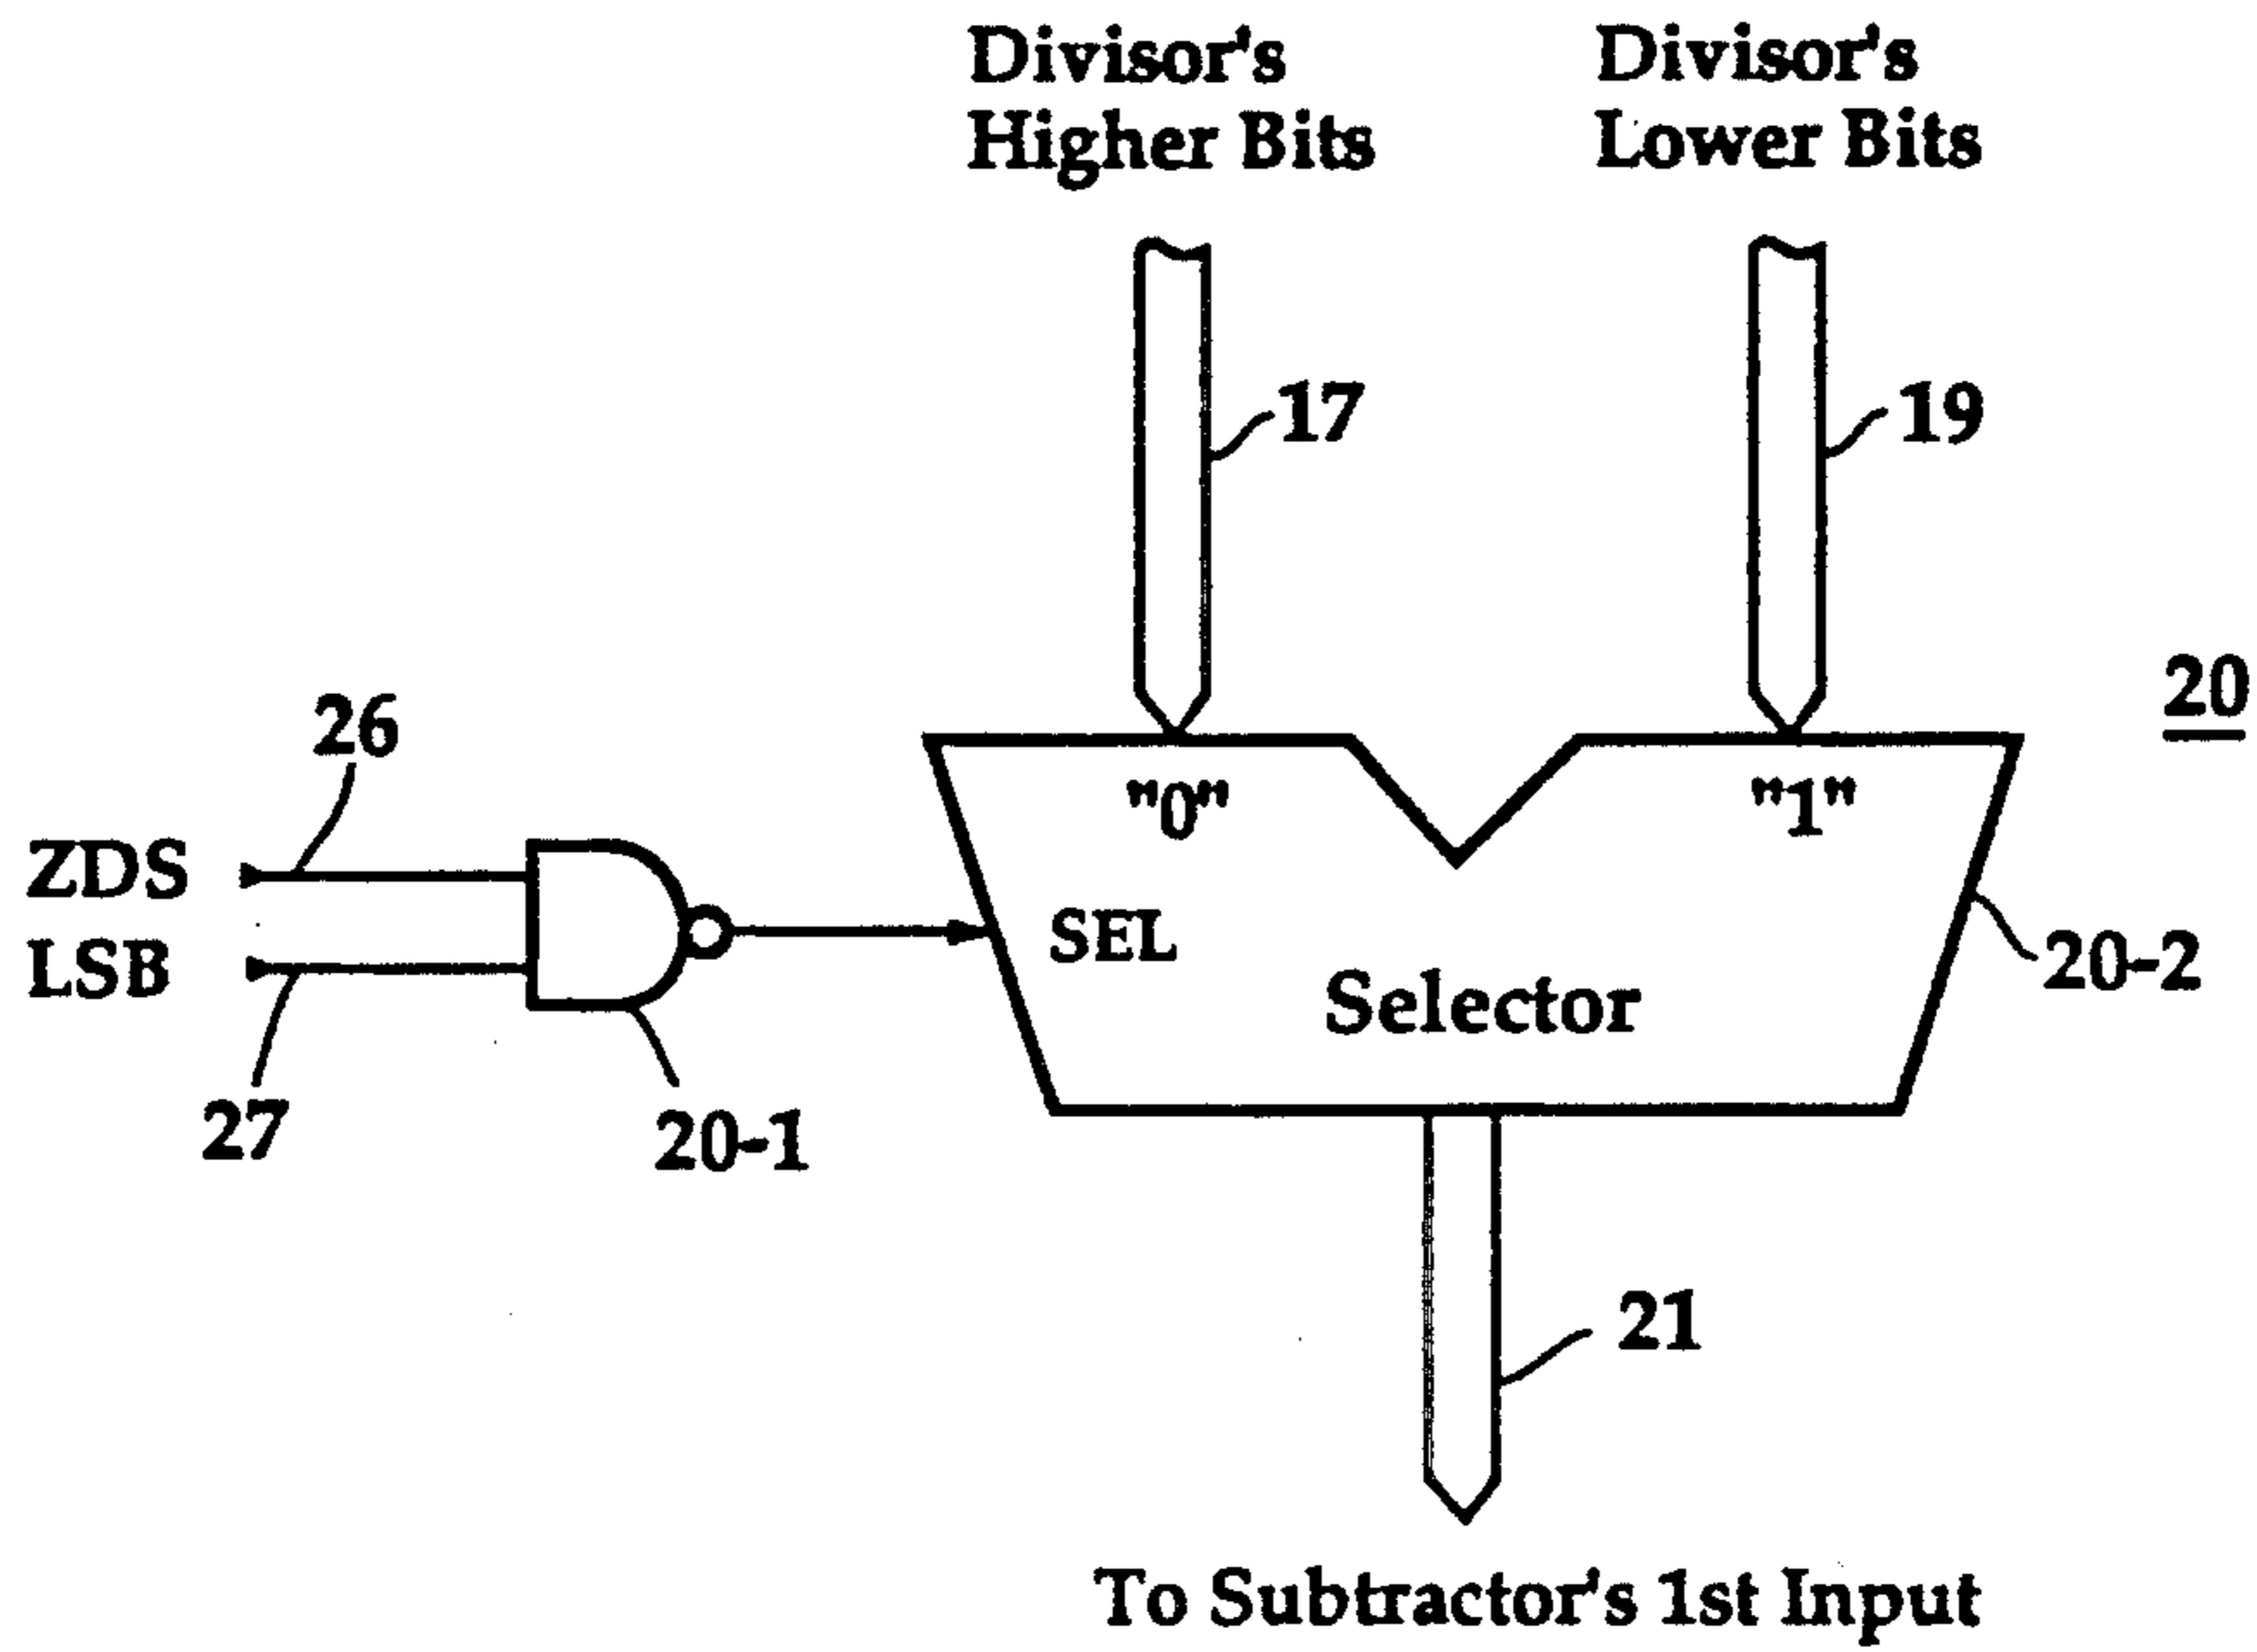 Divisor's
Higher Bits
Divisor's
Lower Bits
17
19
20
26
"0"
"1"
ZDS
LSB
SEL
Selector
20-2
27
20-1
21
To Subtractor's 1st Input